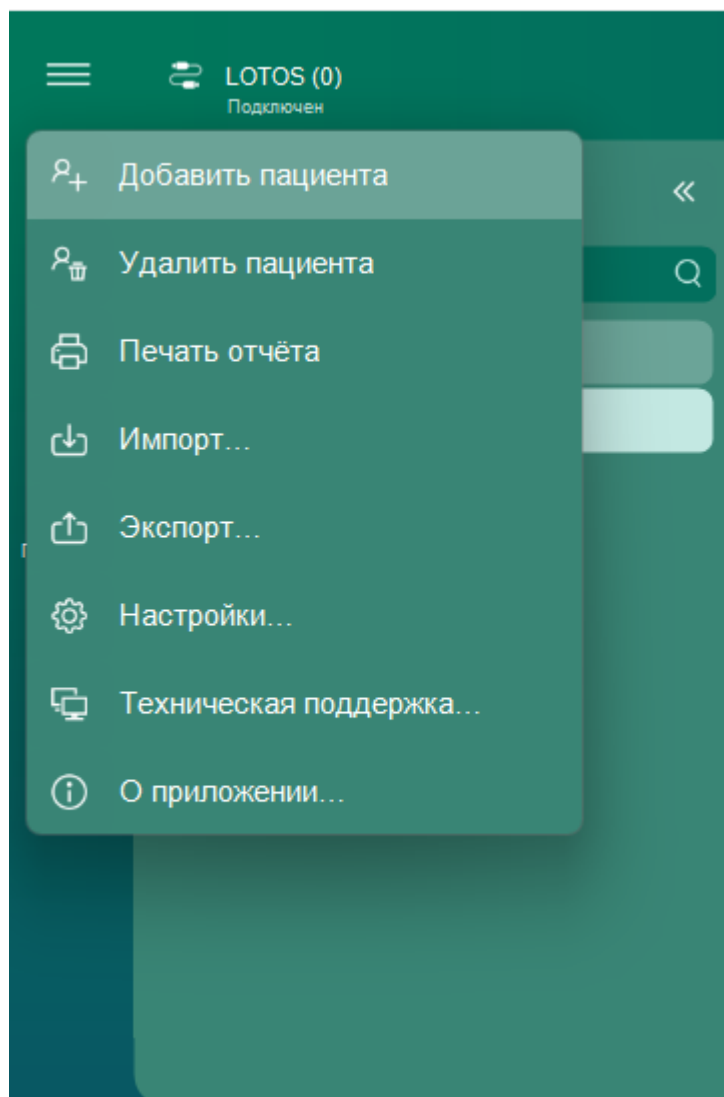 LOTOS (0)
Подключен
Добавить пациента
Удалить пациента
Печать отчёта
Импорт...
Экспорт...
Настройки...
Техническая поддержка...
О приложении...